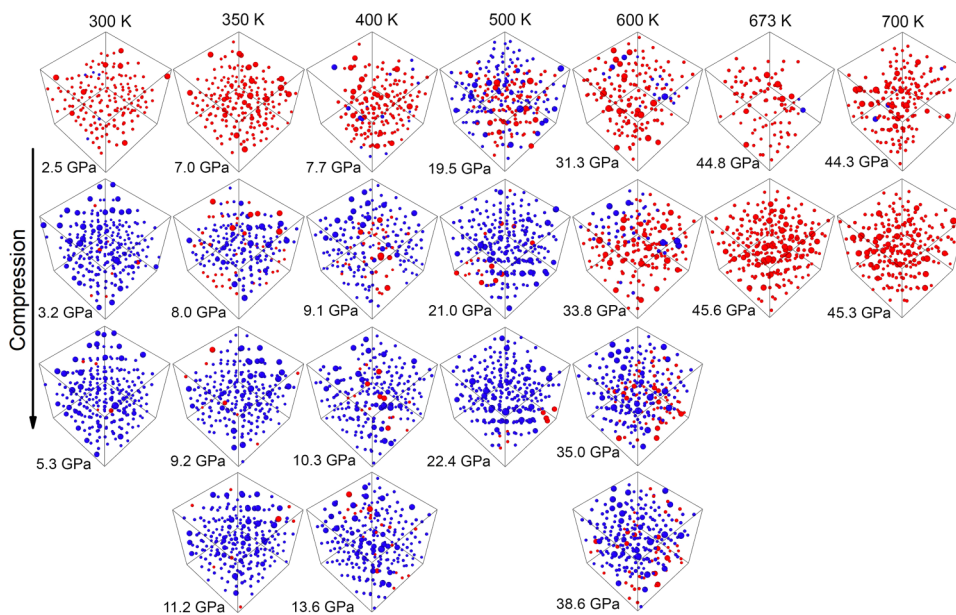 300 K 350 K 400 K 500 K 600 K 673 K 700 K
2.5 GPa 7.0 GPa 7.7 GPa 19.5 GPa 31.3 GPa 44.8 GPa 44.3 GPa
Compression
3.2 GPa 8.0 GPa 9.1 GPa 21.0 GPa 33.8 GPa 45.6 GPa 45.3 GPa
5.3 GPa 9.2 GPa 10.3 GPa 22.4 GPa 35.0 GPa
11.2 GPa 13.6 GPa 38.6 GPa